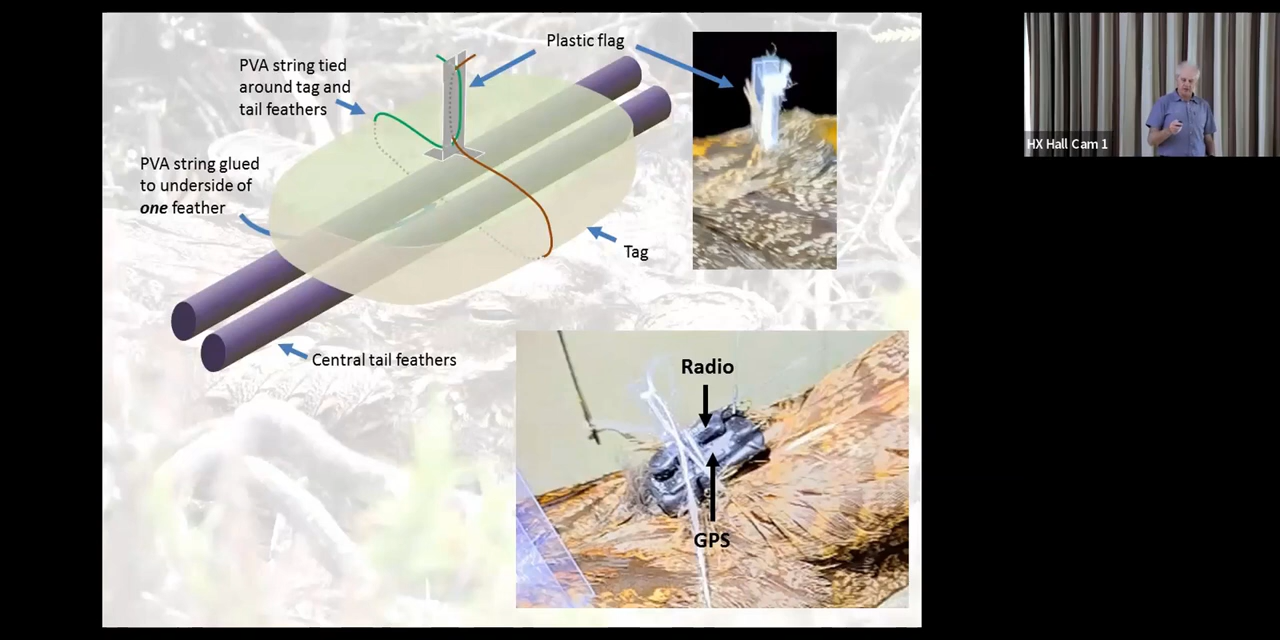 Plastic flag
PVA string tied
around tag and
tail feathers
PVA string glued
to underside of
one feather
Tag
Central tail feathers
Radio
GPS
HX Hall Cam 1